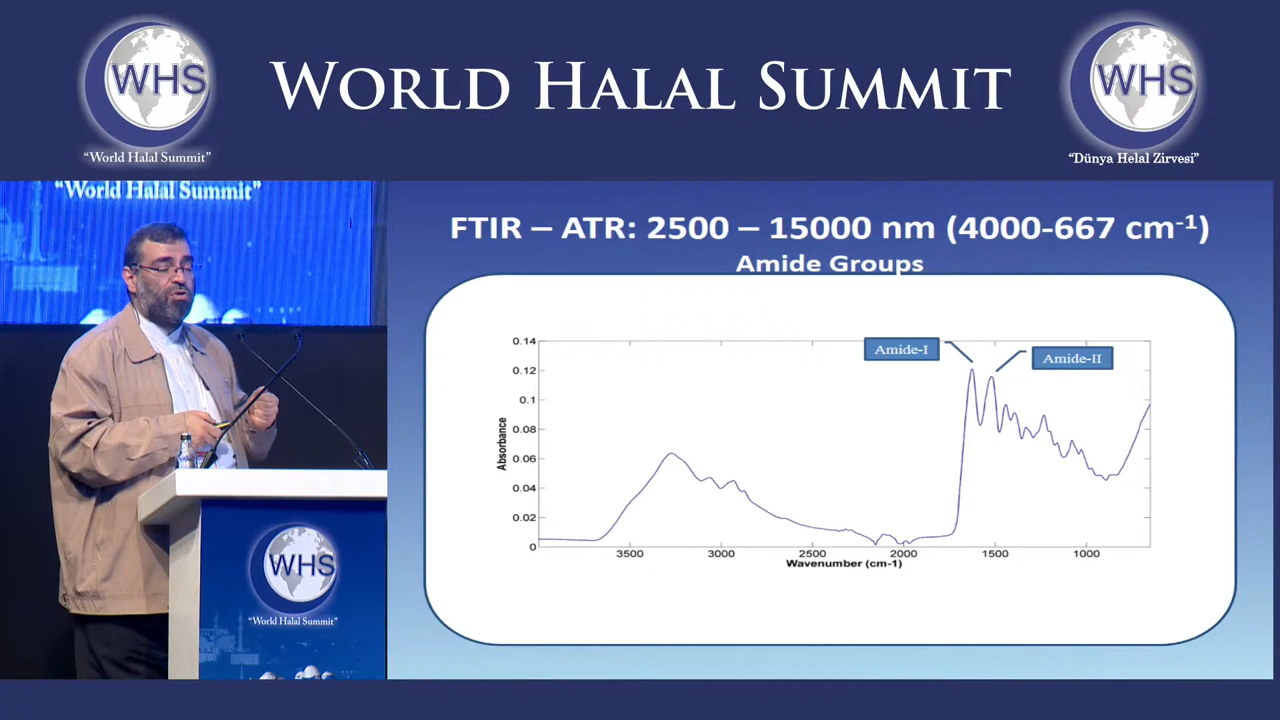 WORLD HALAL SUMMIT
WHS
"World Halal Summit"
WHS
"Dünya Helal Zirvesi"
"World Halal Summit"
FTIR – ATR: 2500 – 15000 nm (4000-667 cm-1)
Amide Groups
Amide-I
Amide-II
0.14
0.12
0.1
0.08
0.06
0.04
0.02
0
Absorbance
3500
3000
2500
2000
1500
1000
Wavenumber (cm-1)
WHS
"World Halal Summit"